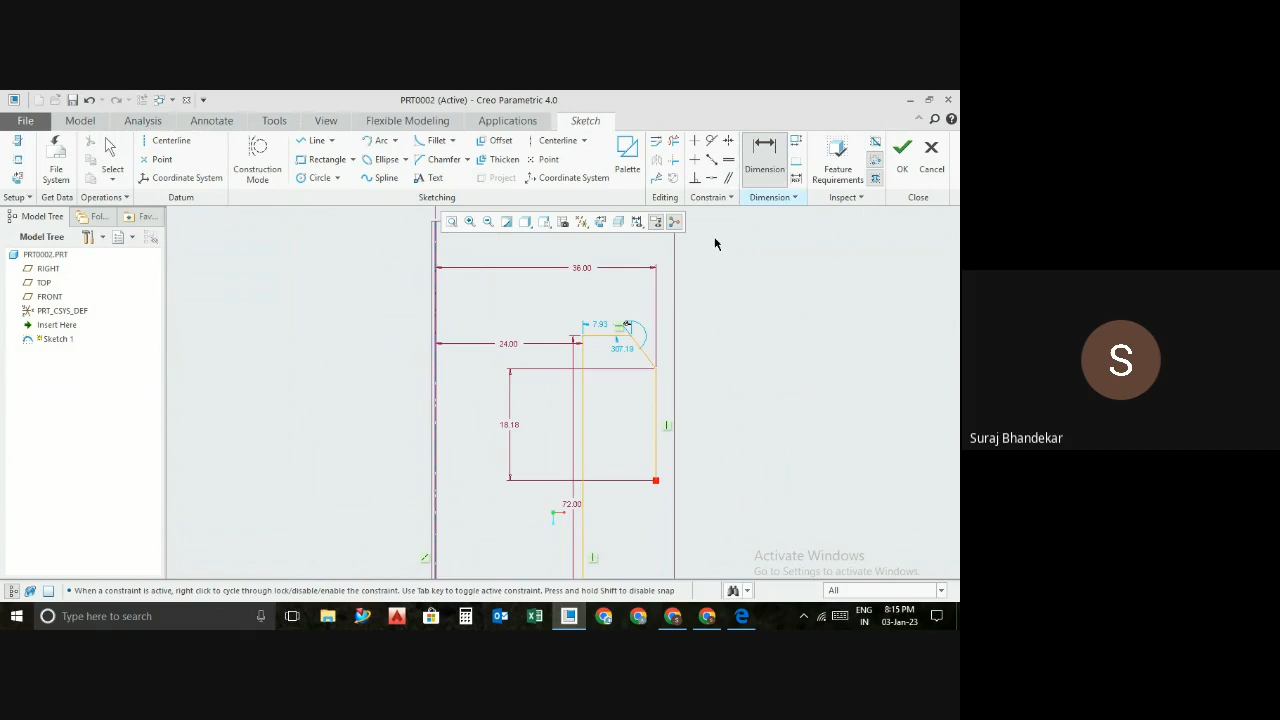 PRT0002 (Active) - Creo Parametric 4.0
File Model Analysis Annotate Tools View Flexible Modeling Applications Sketch
Centerline Line Arc Fillet Offset Centerline
Point Rectangle Ellipse Chamfer Thicken Point
Coordinate System Circle Spline Text Project Coordinate System
File System Select Construction Mode Palette Dimension Feature Requirements OK Cancel
Setup Get Data Operations Datum Sketching Editing Constrain Dimension Inspect Close
Model Tree Fol... Fav...
Model Tree
PRT0002.PRT
RIGHT
TOP
FRONT
PRT_CSYS_DEF
Insert Here
Sketch 1
36.00
7.93
24.00
307.19
18.18
72.00
S
Suraj Bhandekar
Activate Windows
Go to Settings to activate Windows.
When a constraint is active, right click to cycle through lock/disable/enable the constraint. Use Tab key to toggle active constraint. Press and hold Shift to disable snap
All
Type here to search
ENG
IN
8:15 PM
03-Jan-23